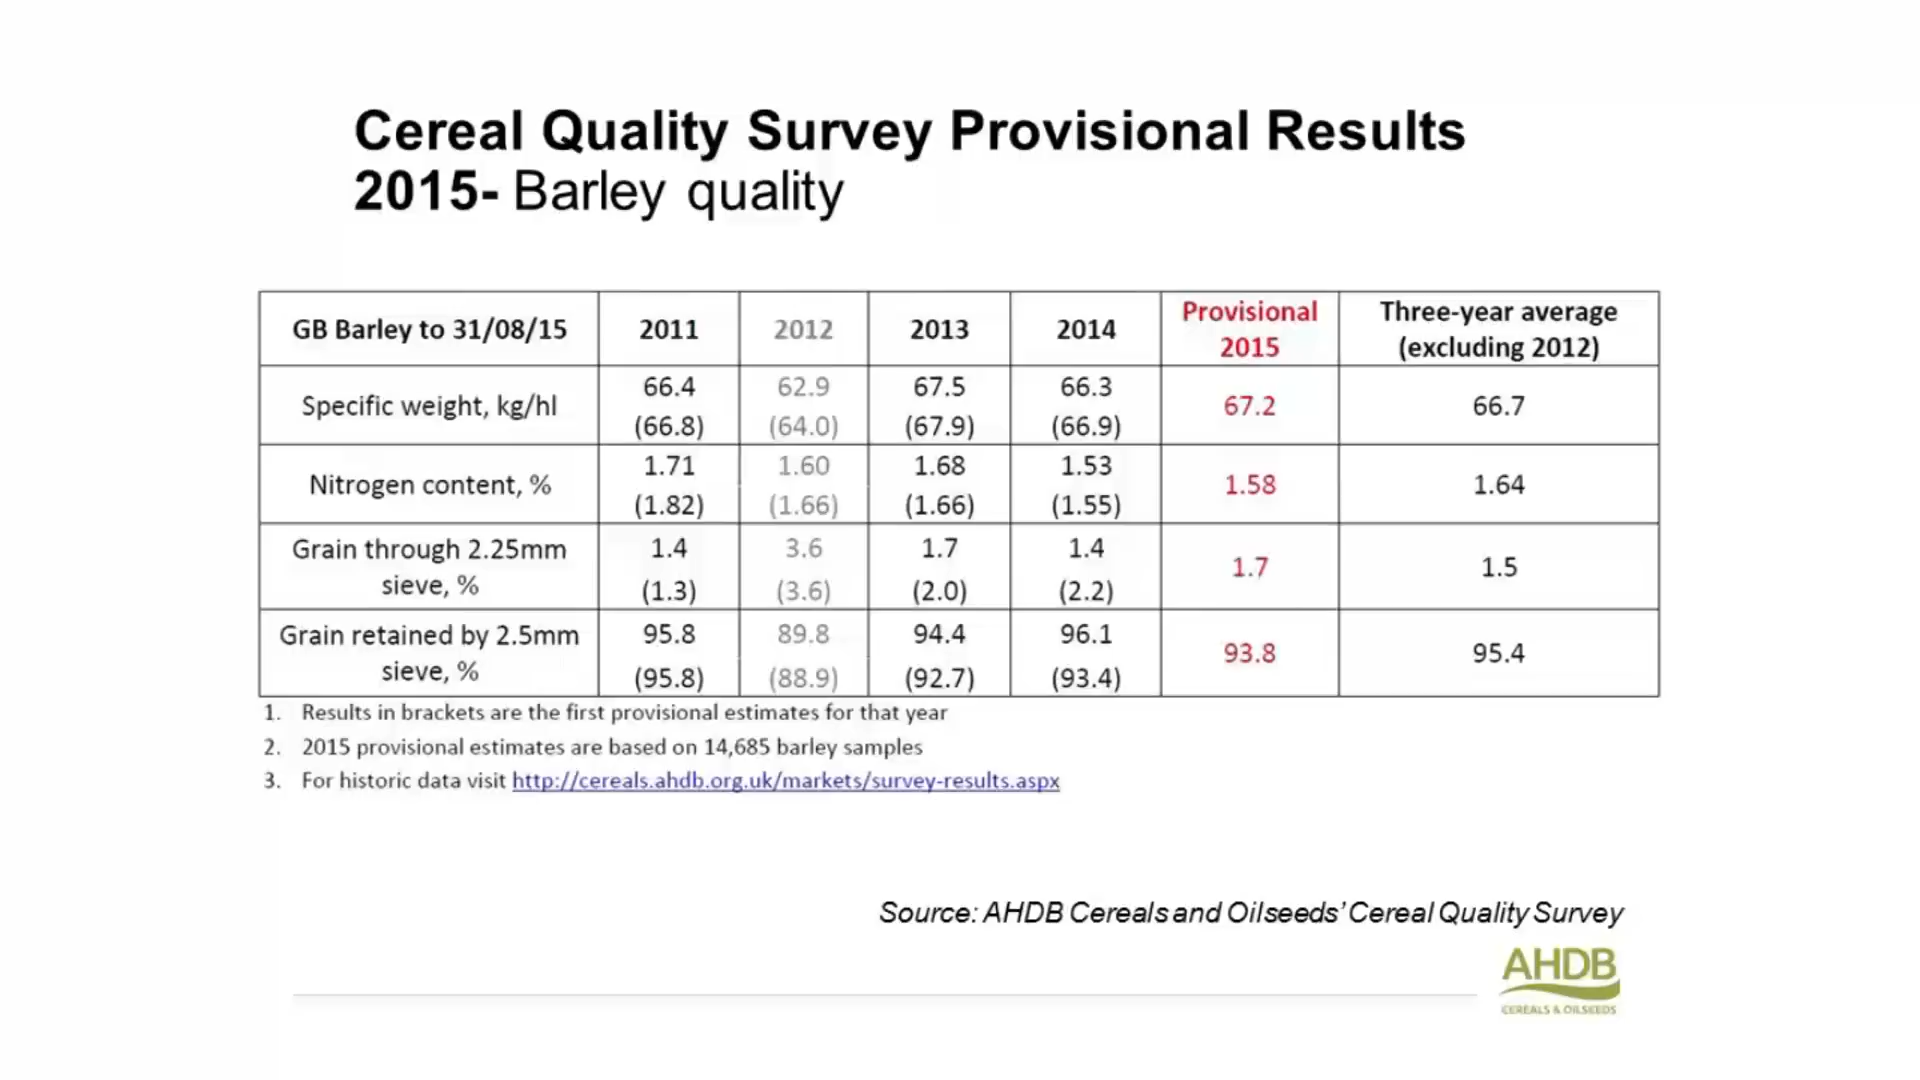 Cereal Quality Survey Provisional Results
2015- Barley quality
GB Barley to 31/08/15 2011 2012 2013 2014 Provisional 2015 Three-year average (excluding 2012)
Specific weight, kg/hl 66.4 62.9 67.5 66.3 67.2 66.7
(66.8) (64.0) (67.9) (66.9)
Nitrogen content, % 1.71 1.60 1.68 1.53 1.58 1.64
(1.82) (1.66) (1.66) (1.55)
Grain through 2.25mm sieve, % 1.4 3.6 1.7 1.4 1.7 1.5
(1.3) (3.6) (2.0) (2.2)
Grain retained by 2.5mm sieve, % 95.8 89.8 94.4 96.1 93.8 95.4
(95.8) (88.9) (92.7) (93.4)
1. Results in brackets are the first provisional estimates for that year
2. 2015 provisional estimates are based on 14,685 barley samples
3. For historic data visit http://cereals.ahdb.org.uk/markets/survey-results.aspx
Source: AHDB Cereals and Oilseeds' Cereal Quality Survey
AHDB
CEREALS & OILSEEDS